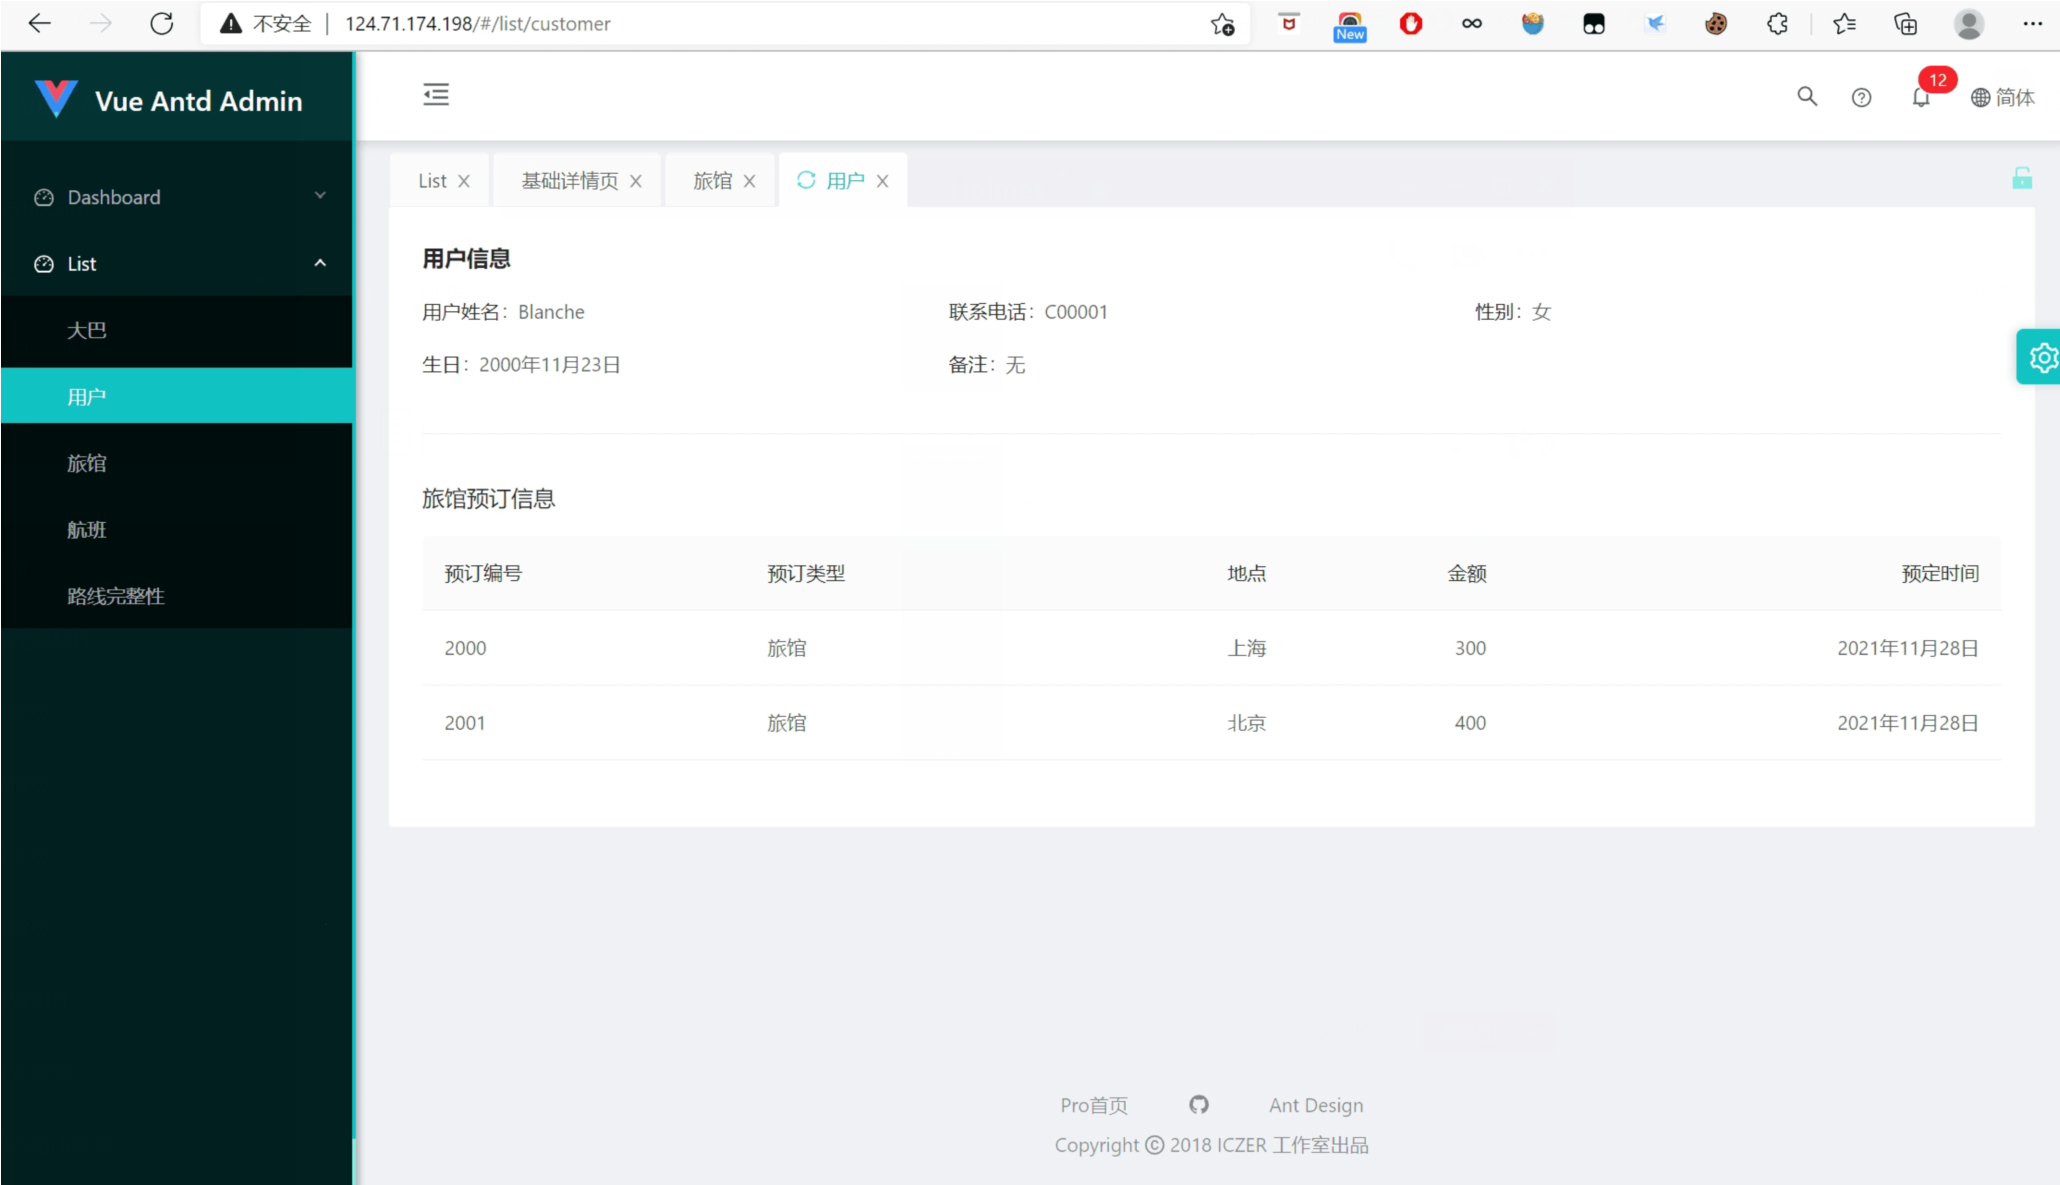 不安全 | 124.71.174.198/#/list/customer
New
Vue Antd Admin
12
简体
List
基础详情页
旅馆
用户
Dashboard
List
大巴
用户
旅馆
航班
路线完整性
用户信息
用户姓名: Blanche
联系电话: C00001
性别: 女
生日: 2000年11月23日
备注: 无
旅馆预订信息
预订编号 预订类型 地点 金额 预定时间
2000 旅馆 上海 300 2021年11月28日
2001 旅馆 北京 400 2021年11月28日
Pro首页 Ant Design
Copyright © 2018 ICZER 工作室出品